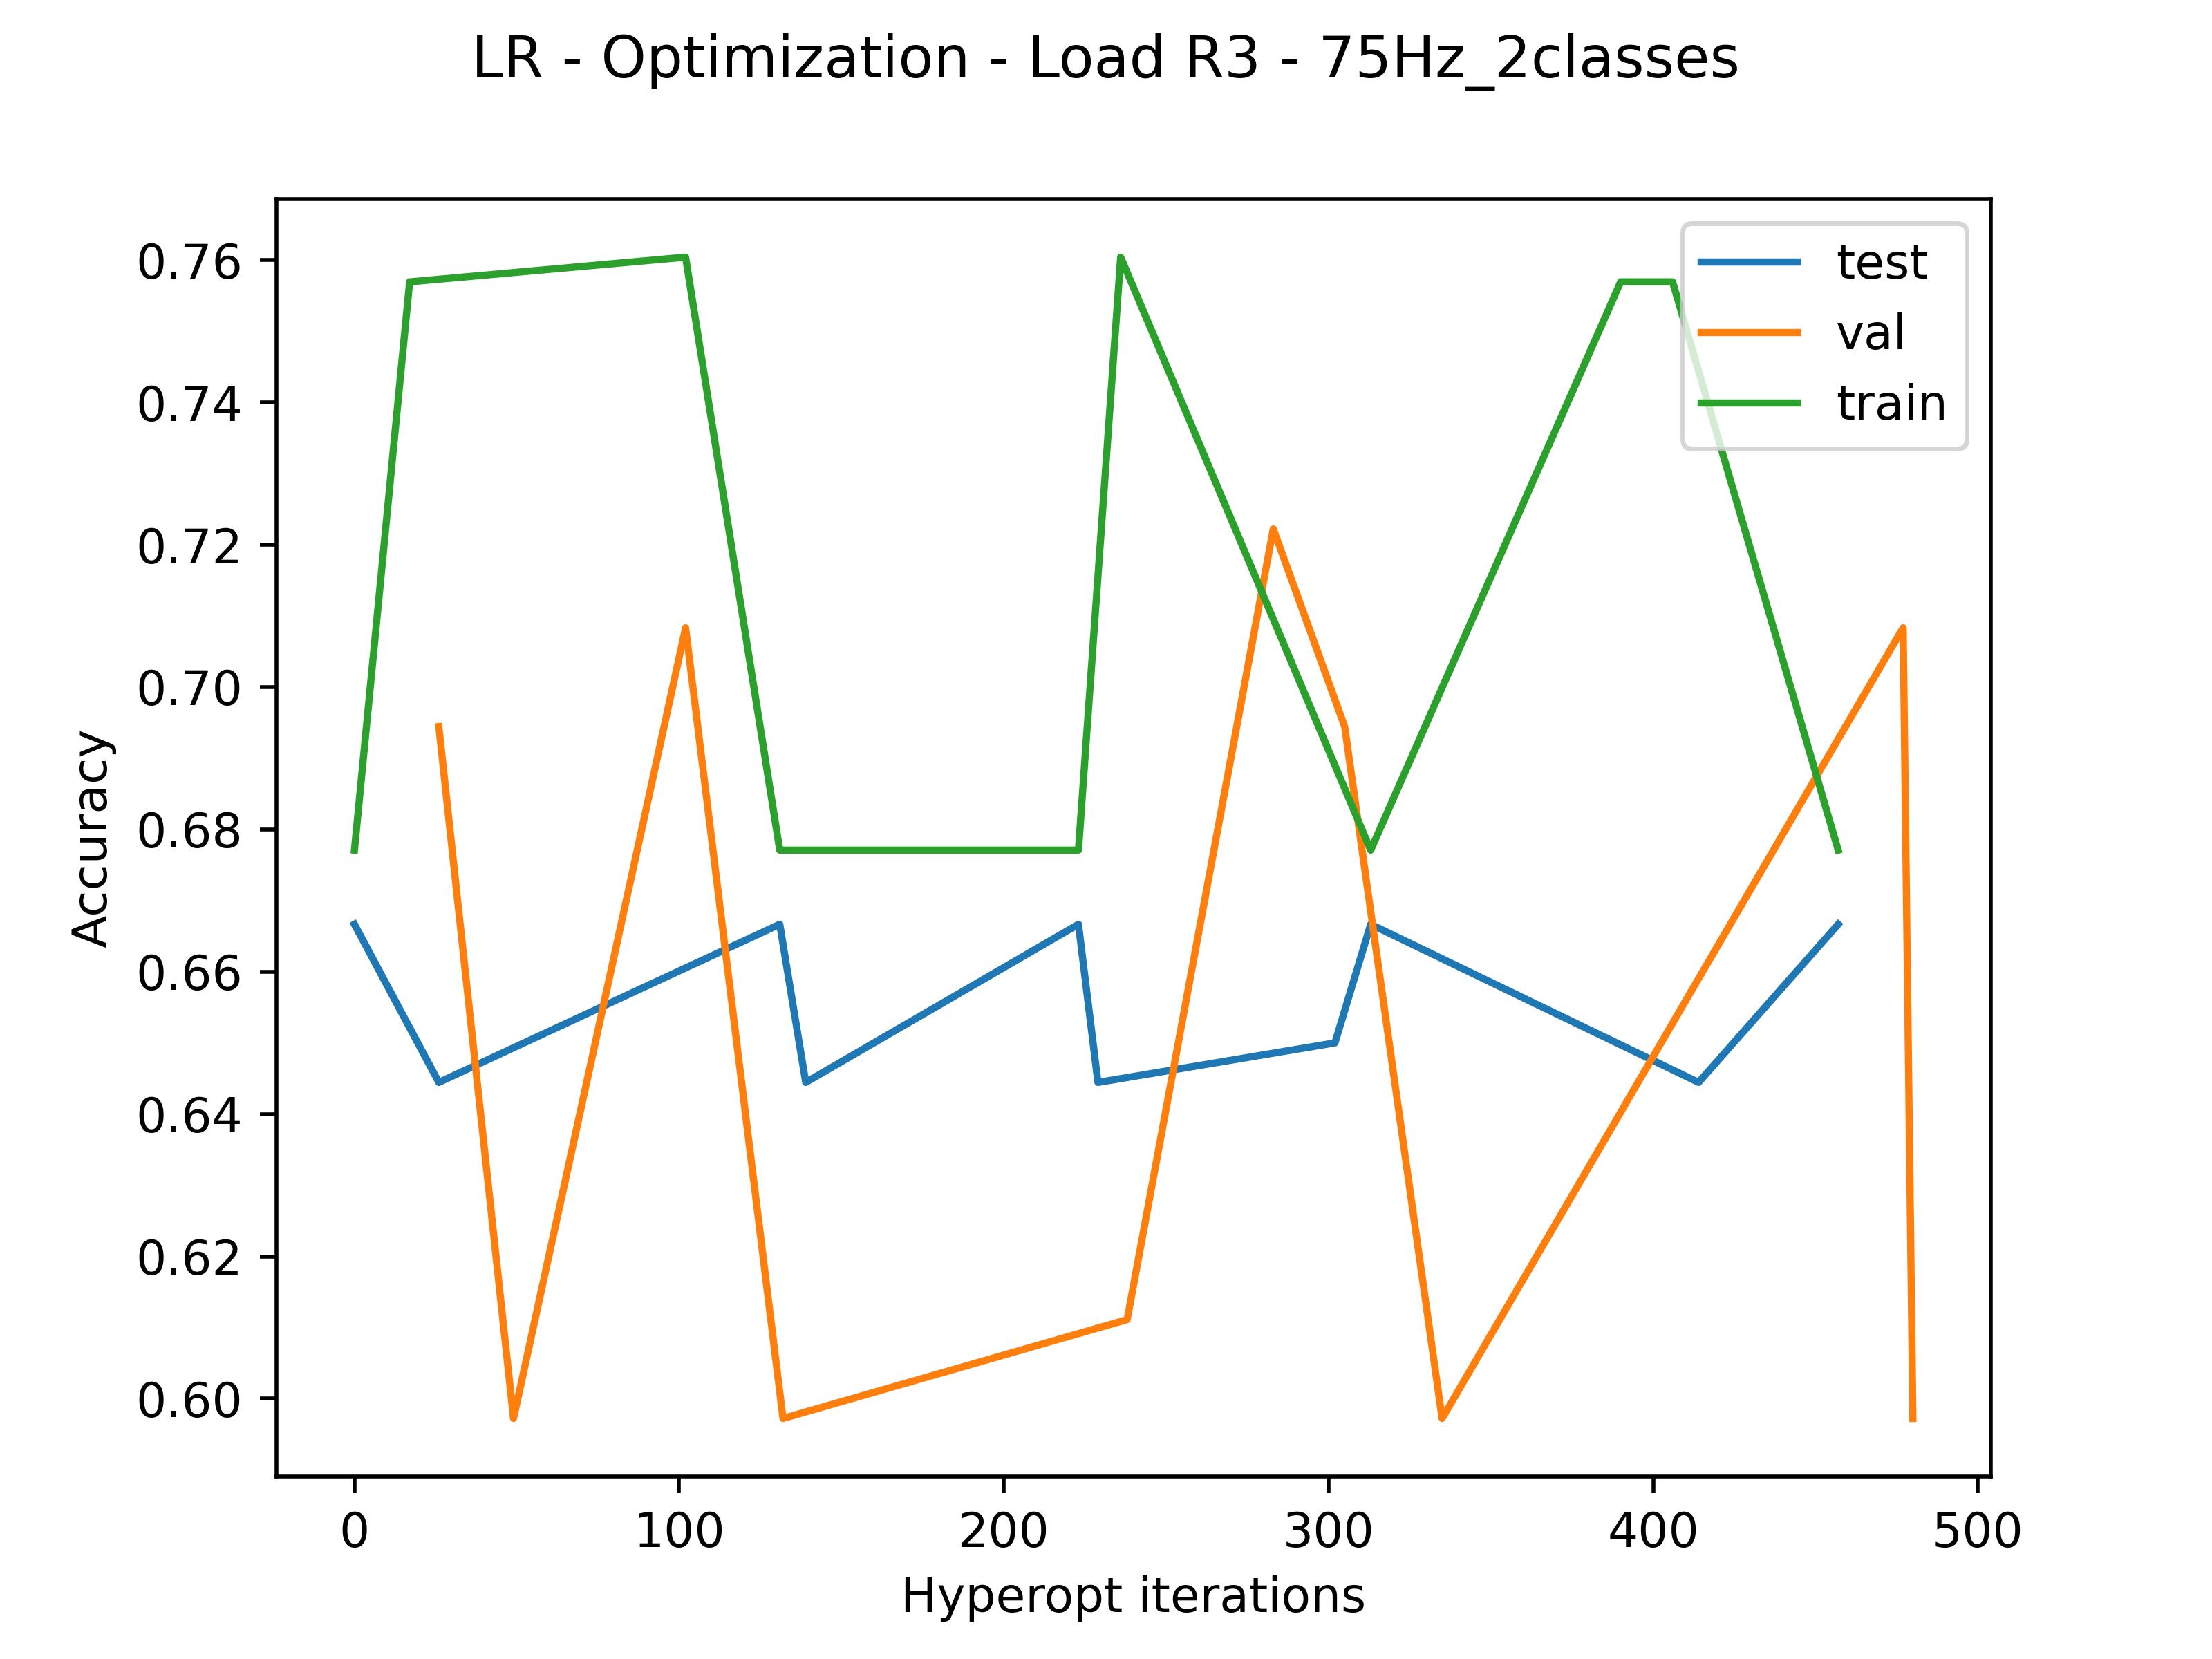 LR - Optimization - Load R3 - 75Hz_2classes
test
val
train
0.76
0.74
0.72
0.70
0.68
0.66
0.64
0.62
0.60
Accuracy
0 100 200 300 400 500
Hyperopt iterations